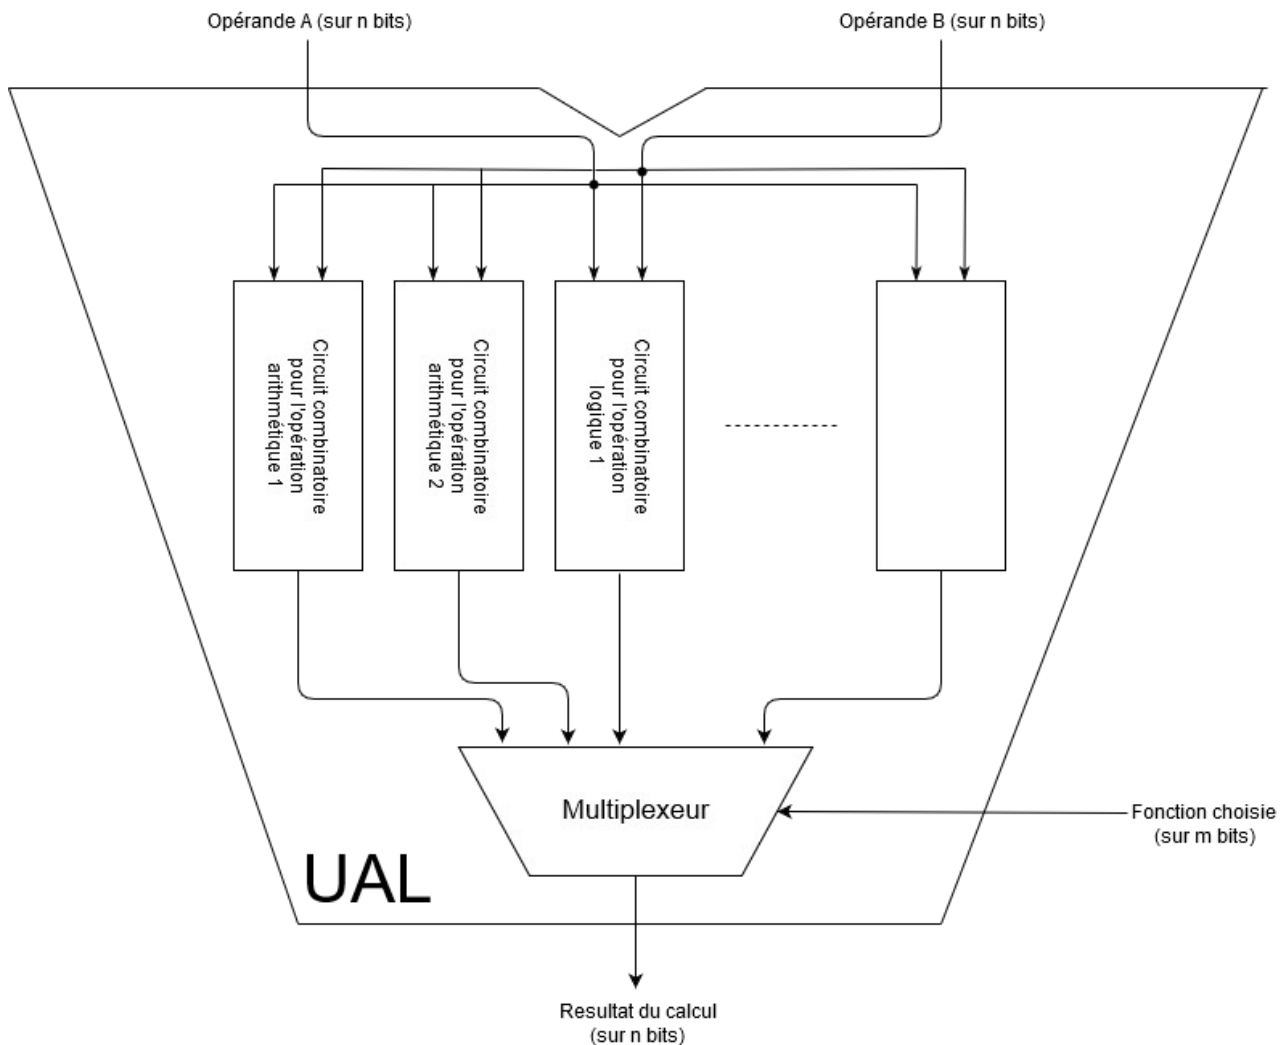 Opérande A (sur n bits)
Opérande B (sur n bits)
Circuit combinatoire
pour l'opération
arithmétique 1
Circuit combinatoire
pour l'opération
arithmétique 2
Circuit combinatoire
pour l'opération
logique 1
Multiplexeur
Fonction choisie
(sur m bits)
UAL
Resultat du calcul
(sur n bits)